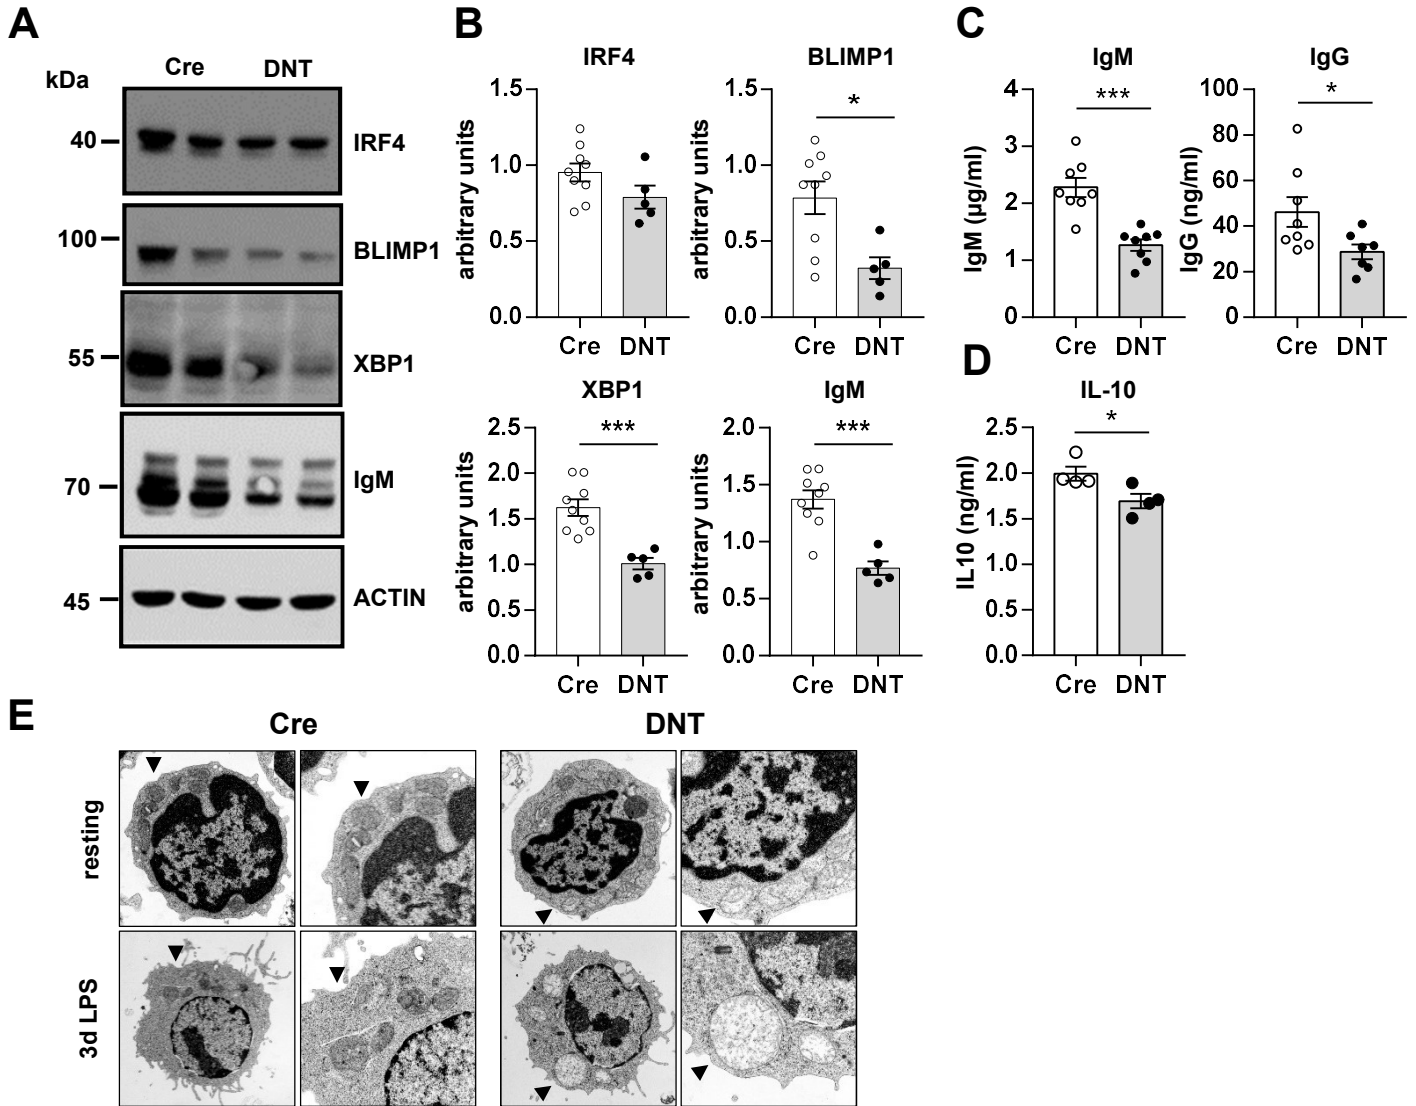 A
kDa
Cre DNT
40 IRF4
100 BLIMP1
55 XBP1
70 IgM
45 ACTIN
B
IRF4
arbitrary units
1.5
1.0
0.5
0.0
Cre DNT
BLIMP1
arbitrary units
1.5
1.0
0.5
0.0
*
Cre DNT
XBP1
arbitrary units
2.5
2.0
1.5
1.0
0.5
0.0
***
Cre DNT
IgM
arbitrary units
2.0
1.5
1.0
0.5
0.0
***
Cre DNT
C
IgM
IgM (µg/ml)
4
3
2
1
0
***
Cre DNT
IgG
IgG (ng/ml)
100
80
60
40
20
0
*
Cre DNT
D
IL-10
IL10 (ng/ml)
2.5
2.0
1.5
1.0
0.5
0.0
*
Cre DNT
E
Cre DNT
resting
3d LPS